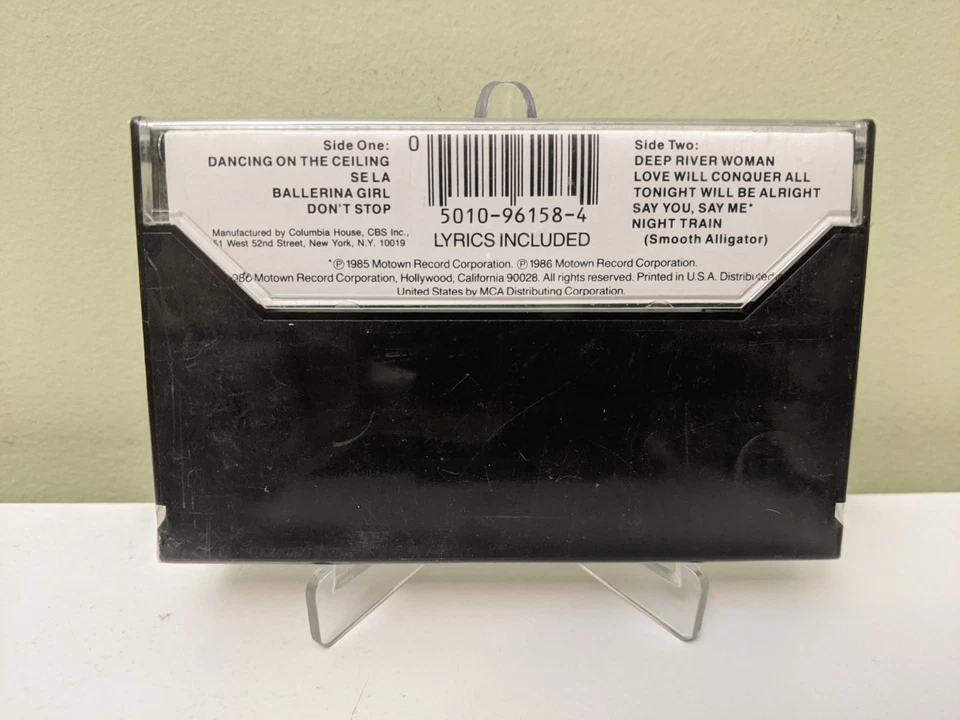 Side One:
DANCING ON THE CEILING
SE LA
BALLERINA GIRL
DON'T STOP
Manufactured by Columbia House, CBS Inc.,
51 West 52nd Street, New York, N.Y. 10019
0
5010-96158-4
LYRICS INCLUDED
Side Two:
DEEP RIVER WOMAN
LOVE WILL CONQUER ALL
TONIGHT WILL BE ALRIGHT
SAY YOU, SAY ME*
NIGHT TRAIN
(Smooth Alligator)
*℗ 1985 Motown Record Corporation. ℗ 1986 Motown Record Corporation.
Motown Record Corporation, Hollywood, California 90028. All rights reserved. Printed in U.S.A. Distributed
United States by MCA Distributing Corporation.